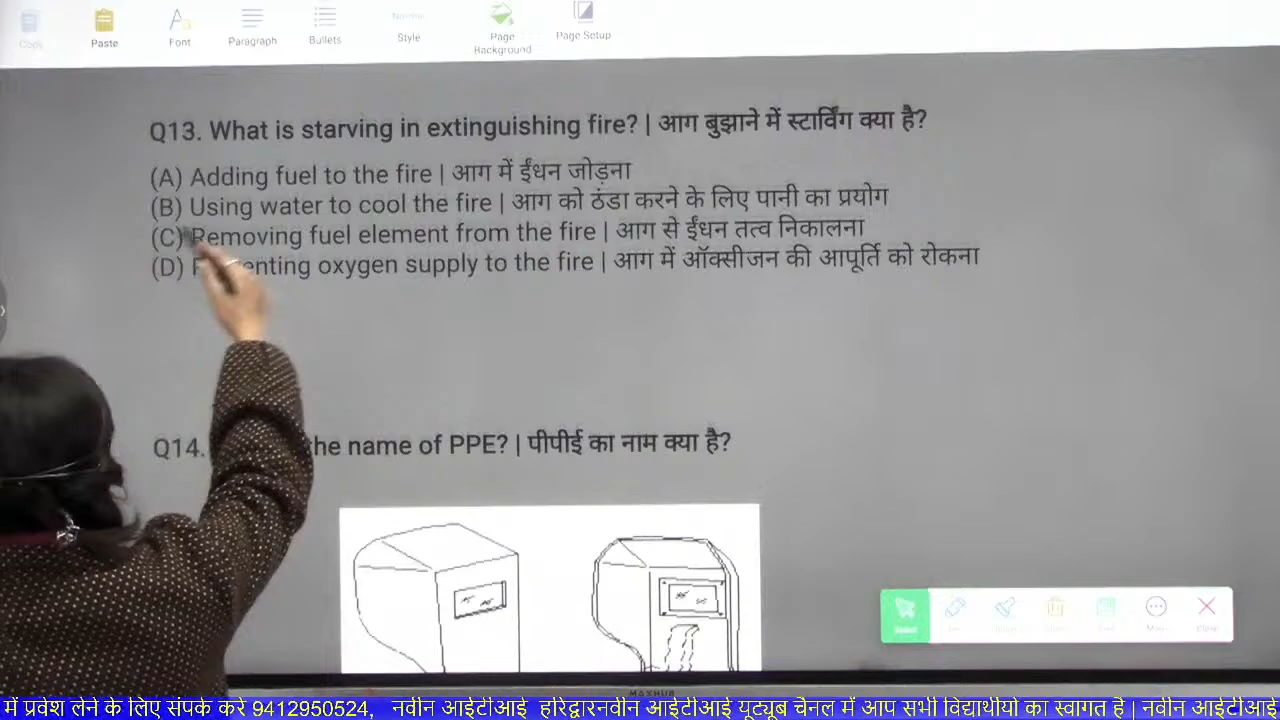 Copy
Paste
Font
Paragraph
Bullets
Style
Page Background
Page Setup
Q13. What is starving in extinguishing fire? | आग बुझाने में स्टार्विंग क्या है?
(A) Adding fuel to the fire | आग में ईंधन जोड़ना
(B) Using water to cool the fire | आग को ठंडा करने के लिए पानी का प्रयोग
(C) Removing fuel element from the fire | आग से ईंधन तत्व निकालना
(D) enting oxygen supply to the fire | आग में ऑक्सीजन की आपूर्ति को रोकना
Q14. the name of PPE? | पीपीई का नाम क्या है?
Select
Close
MAXHUB
में प्रवेश लेने के लिए संपर्क करें 9412950524, नवीन आईटीआई हरिद्वारनवीन आईटीआई यूट्यूब चैनल में आप सभी विद्यार्थीयों का स्वागत है | नवीन आईटीआई